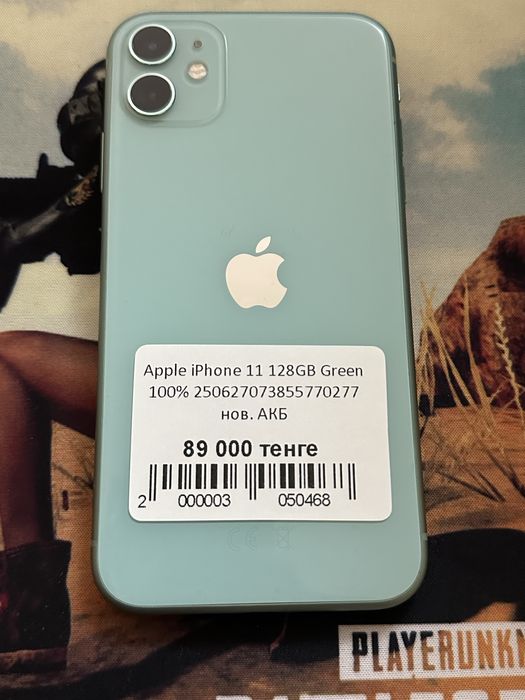 Apple iPhone 11 128GB Green
100% 250627073855770277
нов. АКБ
89 000 тенге
2 000003 050468
PLAYERUNKN